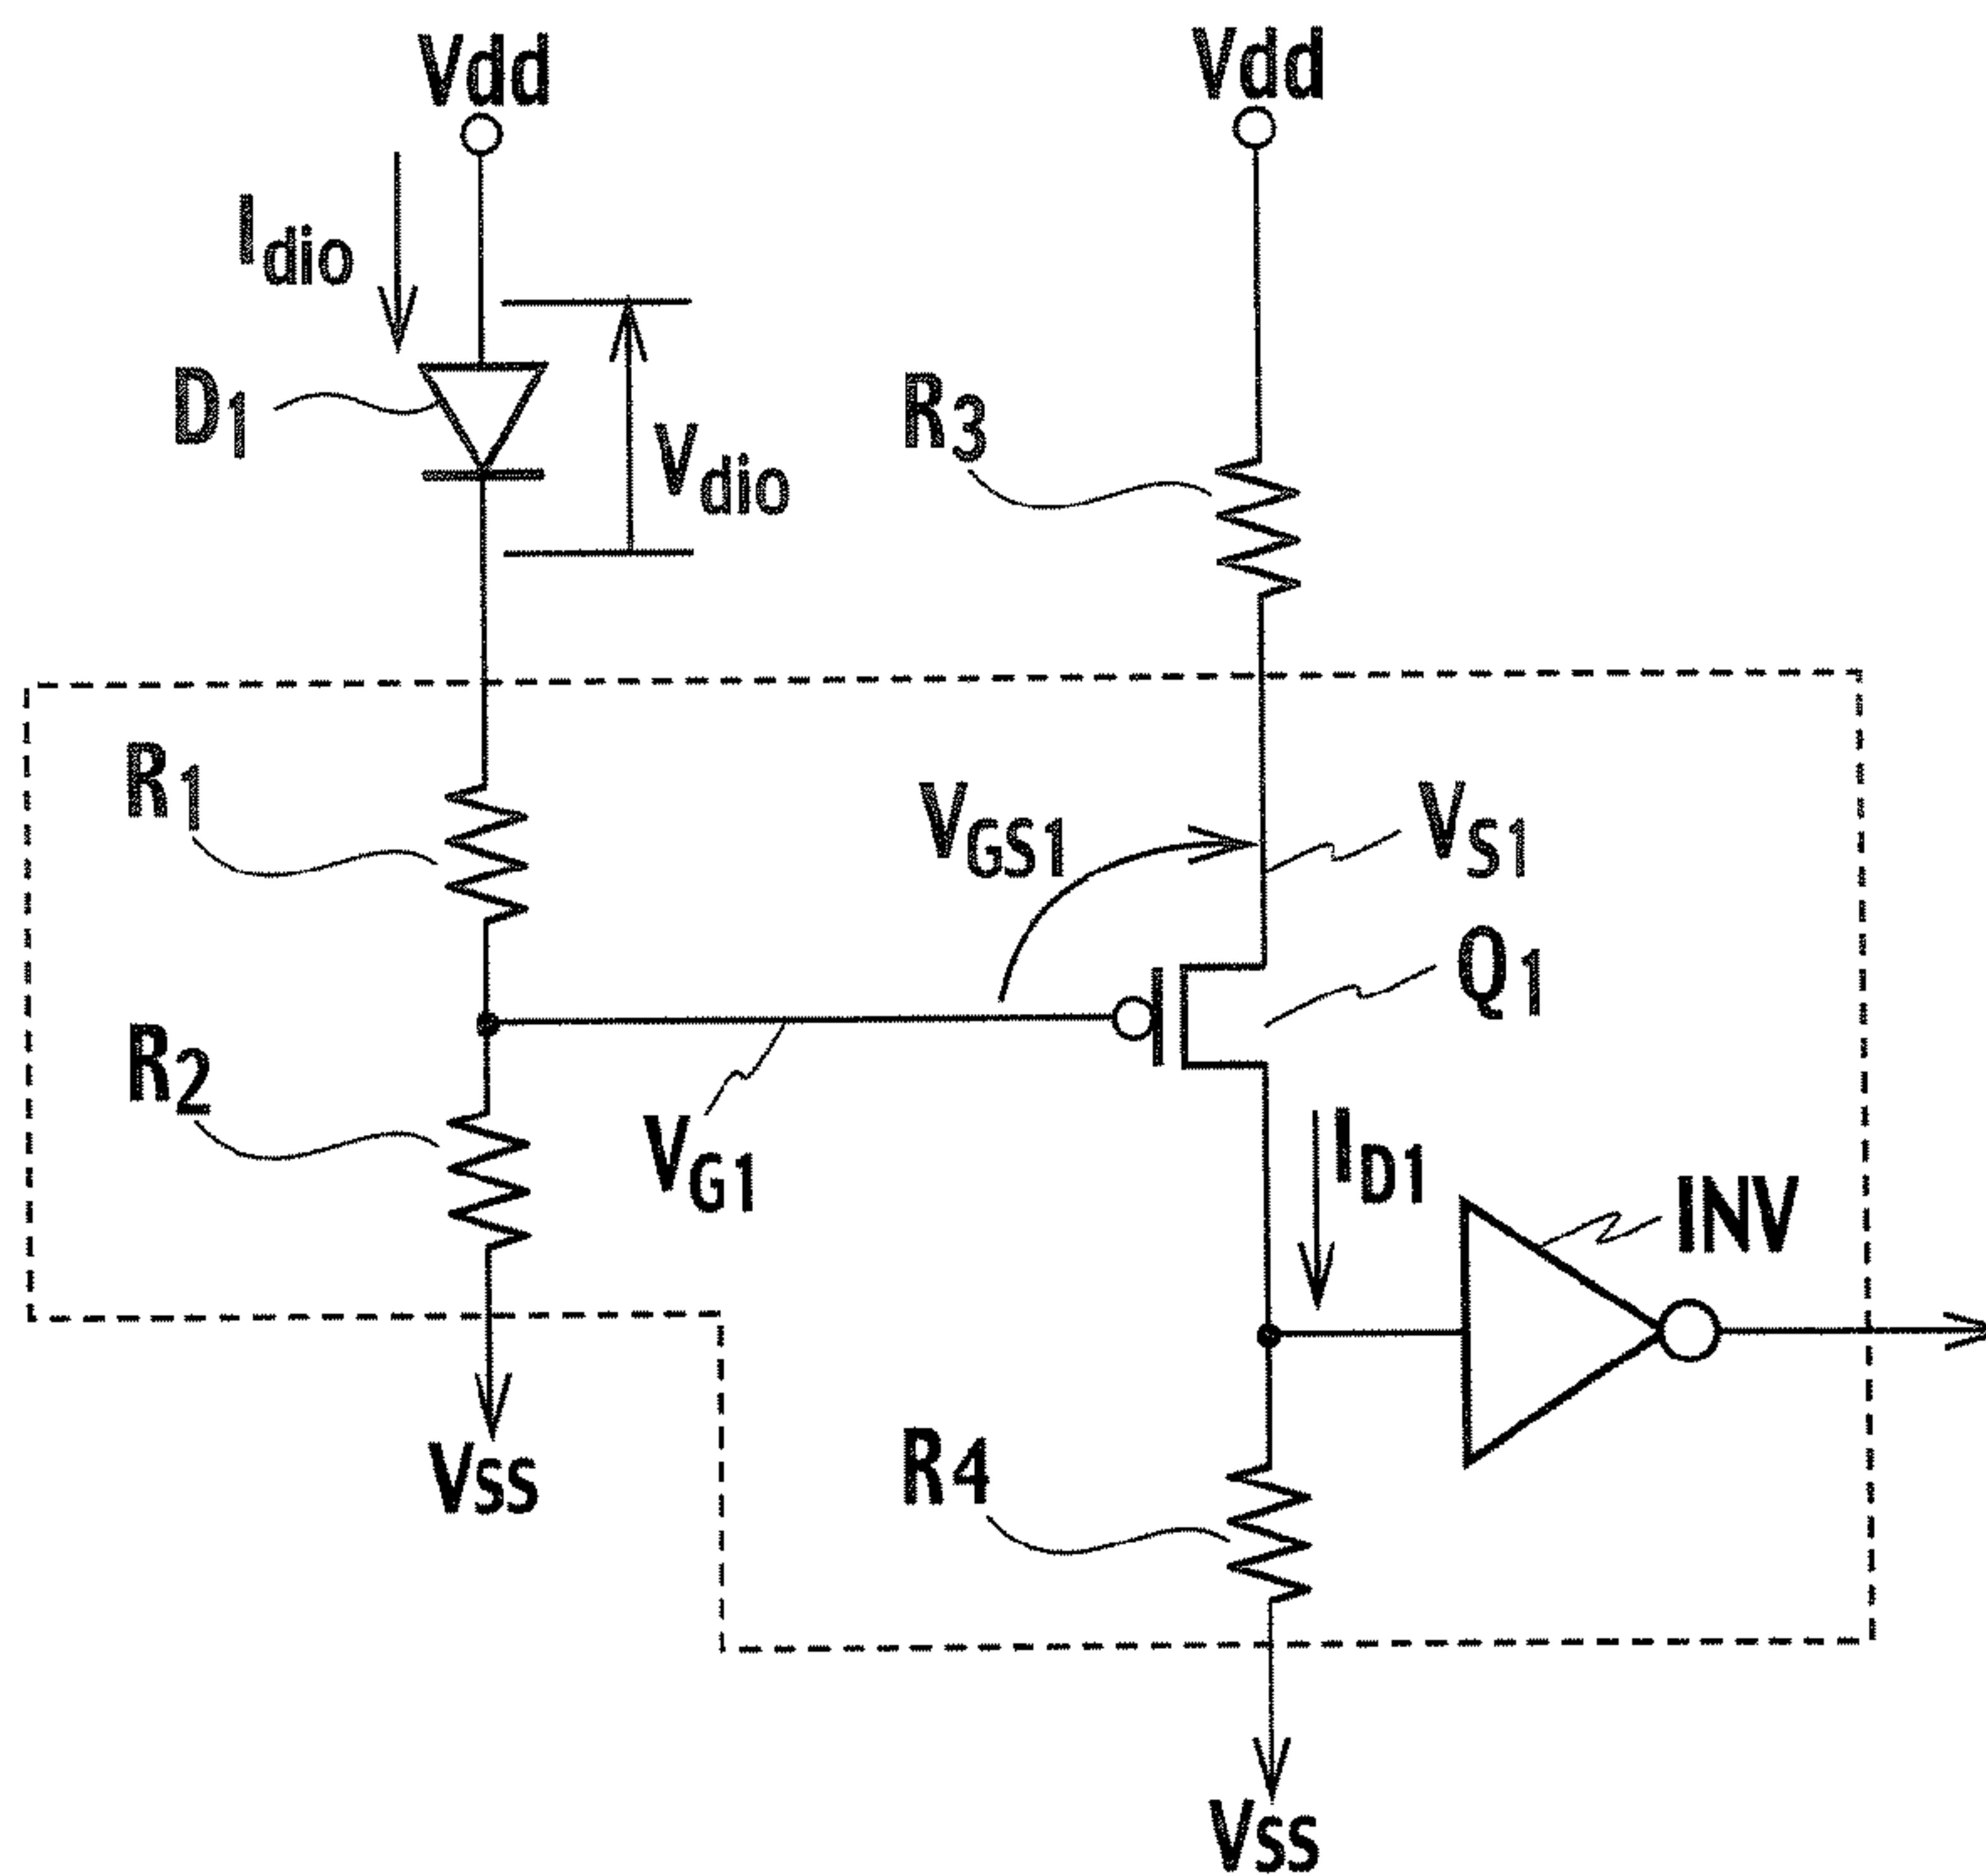 Vdd
Vdd
Idio
D1
Vdio
R3
R1
VGS1
VS1
Q1
R2
VG1
ID1
INV
R4
VSS
VSS